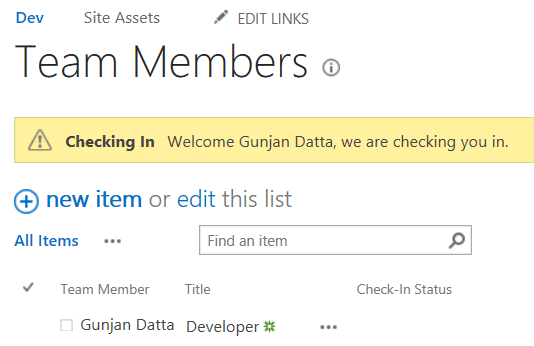 Dev Site Assets EDIT LINKS
Team Members
Checking In Welcome Gunjan Datta, we are checking you in.
new item or edit this list
All Items ••• Find an item
Team Member Title Check-In Status
Gunjan Datta Developer •••